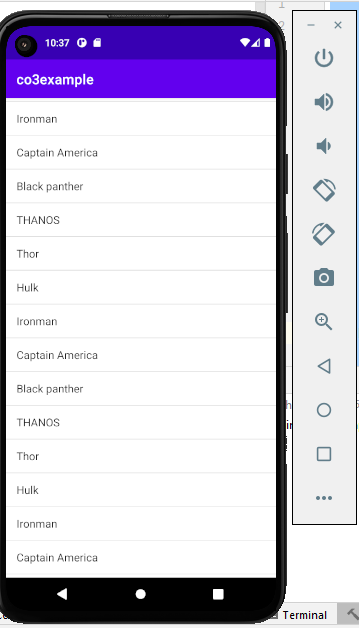 10:37
co3example
Ironman
Captain America
Black panther
THANOS
Thor
Hulk
Ironman
Captain America
Black panther
THANOS
Thor
Hulk
Ironman
Captain America
Terminal